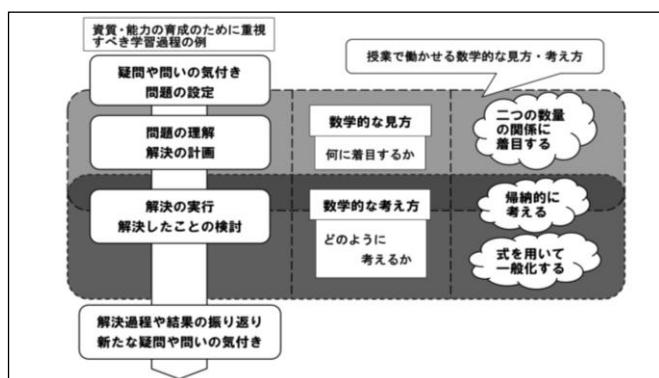 資質・能力の育成のために重視
すべき学習過程の例
授業で働かせる数学的な見方・考え方
疑問や問いの気付き
問題の設定
問題の理解
解決の計画
数学的な見方
何に着目するか
二つの数量
の関係に
着目する
解決の実行
解決したことの検討
数学的な考え方
どのように
考えるか
帰納的に
考える
式を用いて
一般化する
解決過程や結果の振り返り
新たな疑問や問いの気付き